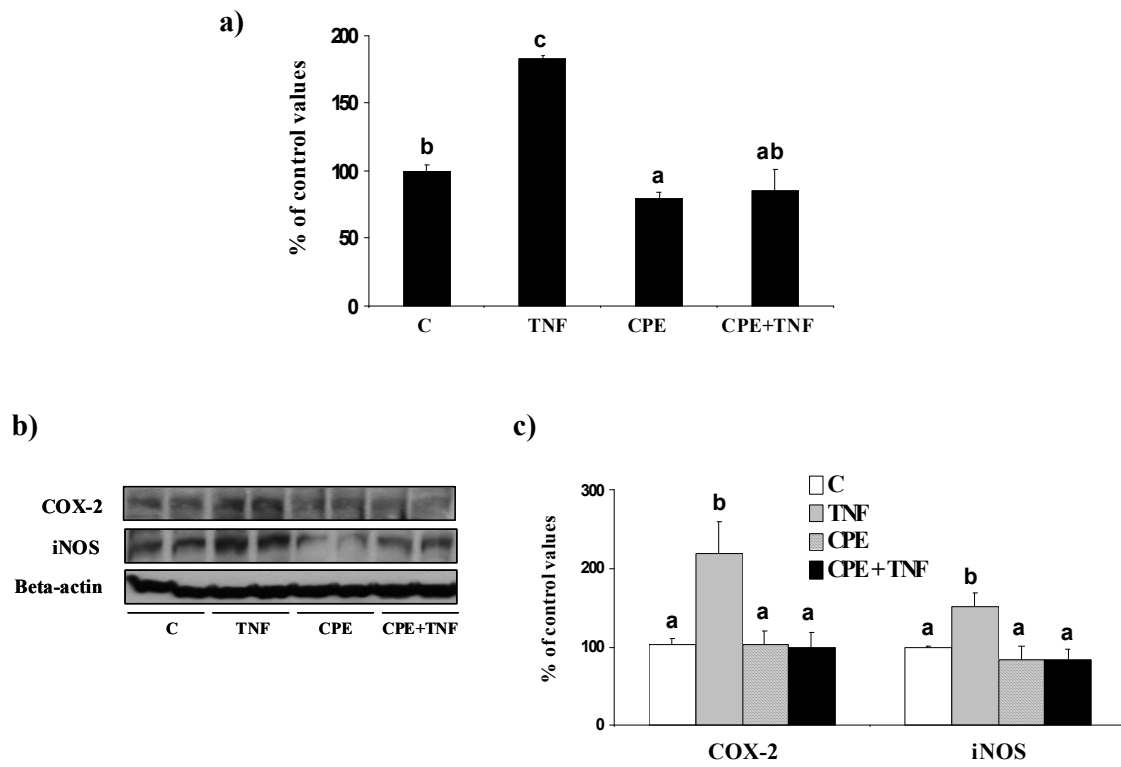 a)
% of control values
200
150
100
50
0
b
c
a
ab
C TNF CPE CPE+TNF
b)
COX-2
iNOS
Beta-actin
C TNF CPE CPE+TNF
c)
% of control values
300
200
100
0
C
TNF
CPE
CPE + TNF
a b a a
a b a a
COX-2 iNOS